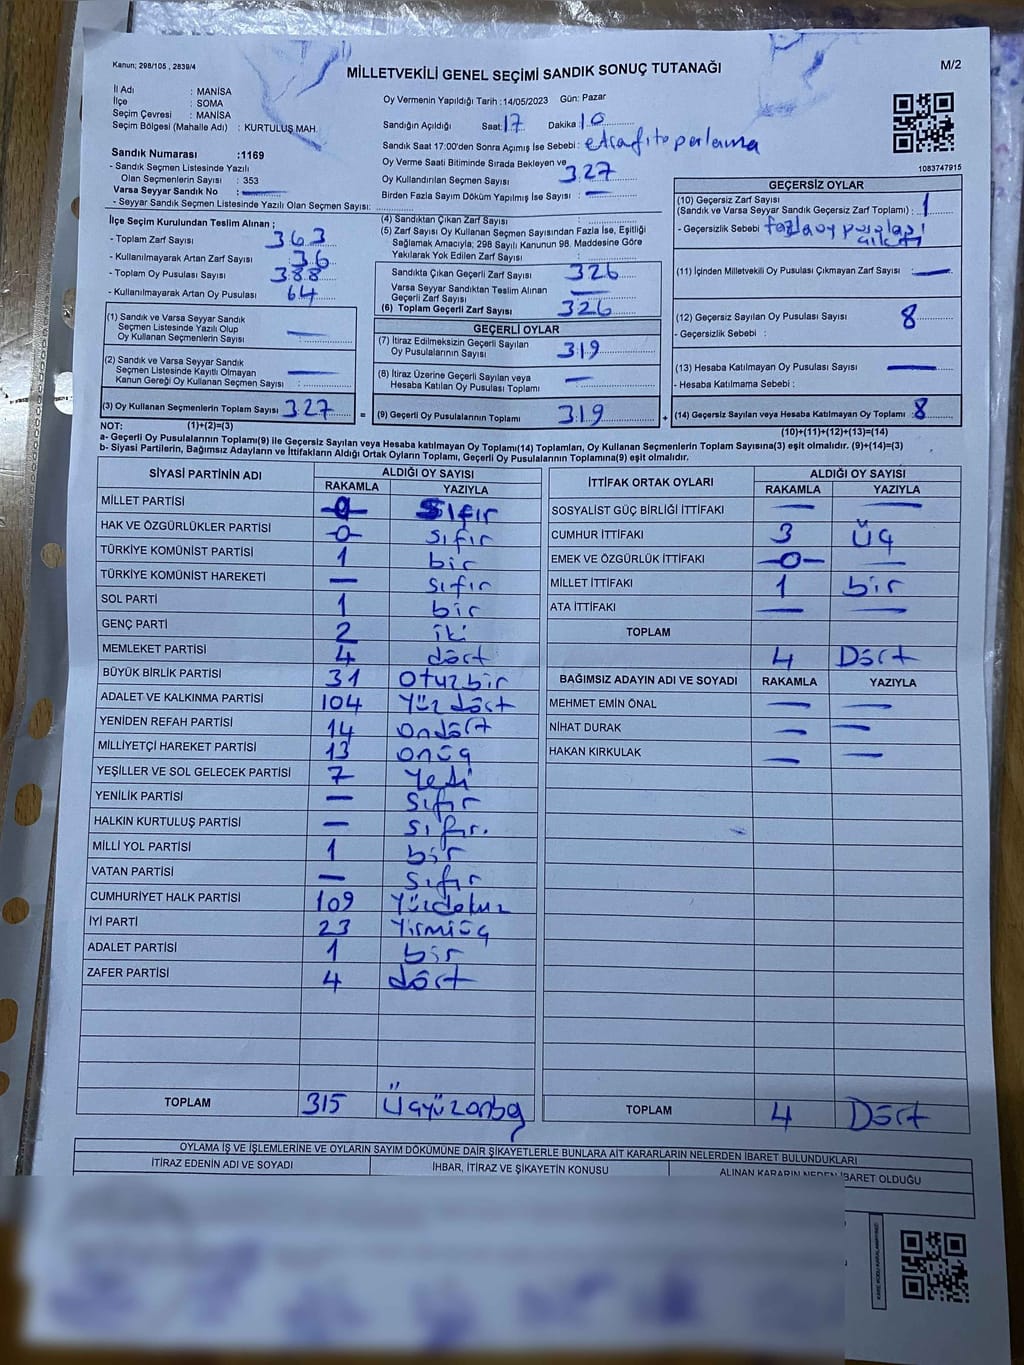 Kanun; 298/105 , 2839/4
MİLLETVEKİLİ GENEL SEÇİMİ SANDIK SONUÇ TUTANAĞI
M/2
İl Adı : MANİSA
İlçe : SOMA
Seçim Çevresi : MANİSA
Seçim Bölgesi (Mahalle Adı) : KURTULUŞ MAH.
Sandık Numarası :1169
- Sandık Seçmen Listesinde Yazılı
Olan Seçmenlerin Sayısı : 353
Varsa Seyyar Sandık No :
- Seyyar Sandık Seçmen Listesinde Yazılı Olan Seçmen Sayısı:
Oy Vermenin Yapıldığı Tarih :14/05/2023 Gün: Pazar
Sandığın Açıldığı Saat: 17 Dakika: 10
Sandık Saat 17:00'den Sonra Açımış İse Sebebi : etrafı toparlama
Oy Verme Saati Bitiminde Sırada Bekleyen ve
Oy Kullandırılan Seçmen Sayısı : 327
Birden Fazla Sayım Döküm Yapılmış İse Sayısı : —
1083747915
İlçe Seçim Kurulundan Teslim Alınan ;
- Toplam Zarf Sayısı : 363
- Kullanılmayarak Artan Zarf Sayısı : 36
- Toplam Oy Pusulası Sayısı : 388
- Kullanılmayarak Artan Oy Pusulası : 64
(1) Sandık ve Varsa Seyyar Sandık
Seçmen Listesinde Yazılı Olup
Oy Kullanan Seçmenlerin Sayısı : —
(2) Sandık ve Varsa Seyyar Sandık
Seçmen Listesinde Kayıtlı Olmayan
Kanun Gereği Oy Kullanan Seçmen Sayısı : —
(3) Oy Kullanan Seçmenlerin Toplam Sayısı : 327
(1)+(2)=(3)
(4) Sandıktan Çıkan Zarf Sayısı :
(5) Zarf Sayısı Oy Kullanan Seçmen Sayısından Fazla İse, Eşitliği
Sağlamak Amacıyla; 298 Sayılı Kanunun 98. Maddesine Göre
Yakılarak Yok Edilen Zarf Sayısı :
Sandıkta Çıkan Geçerli Zarf Sayısı : 326
Varsa Seyyar Sandıktan Teslim Alınan
Geçerli Zarf Sayısı : —
(6) Toplam Geçerli Zarf Sayısı : 326
GEÇERLİ OYLAR
(7) İtiraz Edilmeksizin Geçerli Sayılan
Oy Pusulalarının Sayısı : 319
(8) İtiraz Üzerine Geçerli Sayılan veya
Hesaba Katılan Oy Pusulası Toplamı : —
= (9) Geçerli Oy Pusulalarının Toplamı : 319
GEÇERSİZ OYLAR
(10) Geçersiz Zarf Sayısı
(Sandık ve Varsa Seyyar Sandık Geçersiz Zarf Toplamı) : 1
- Geçersizlik Sebebi : fazla oy pusulası
(11) İçinden Milletvekili Oy Pusulası Çıkmayan Zarf Sayısı : —
(12) Geçersiz Sayılan Oy Pusulası Sayısı : 8
- Geçersizlik Sebebi :
(13) Hesaba Katılmayan Oy Pusulası Sayısı : —
- Hesaba Katılmama Sebebi :
+ (14) Geçersiz Sayılan veya Hesaba Katılmayan Oy Toplamı : 8
(10)+(11)+(12)+(13)=(14)
NOT:
a- Geçerli Oy Pusulalarının Toplamı(9) ile Geçersiz Sayılan veya Hesaba katılmayan Oy Toplamı(14) Toplamları, Oy Kullanan Seçmenlerin Toplam Sayısına(3) eşit olmalıdır. (9)+(14)=(3)
b- Siyasi Partilerin, Bağımsız Adayların ve İttifakların Aldığı Ortak Oyların Toplamı, Geçerli Oy Pusulalarının Toplamına(9) eşit olmalıdır.
SİYASİ PARTİNİN ADI ALDIĞI OY SAYISI
RAKAMLA YAZIYLA
MİLLET PARTİSİ 0 Sıfır
HAK VE ÖZGÜRLÜKLER PARTİSİ 0 Sıfır
TÜRKİYE KOMÜNİST PARTİSİ 1 bir
TÜRKİYE KOMÜNİST HAREKETİ — Sıfır
SOL PARTİ 1 bir
GENÇ PARTİ 2 iki
MEMLEKET PARTİSİ 4 dört
BÜYÜK BİRLİK PARTİSİ 31 Otuzbir
ADALET VE KALKINMA PARTİSİ 104 Yüz dört
YENİDEN REFAH PARTİSİ 14 Ondört
MİLLİYETÇİ HAREKET PARTİSİ 13 Onüç
YEŞİLLER VE SOL GELECEK PARTİSİ 7 Yedi
YENİLİK PARTİSİ — Sıfır
HALKIN KURTULUŞ PARTİSİ — Sıfır.
MİLLİ YOL PARTİSİ 1 bir
VATAN PARTİSİ — Sıfır
CUMHURİYET HALK PARTİSİ 109 Yüzdokuz
İYİ PARTİ 23 Yirmiüç
ADALET PARTİSİ 1 bir
ZAFER PARTİSİ 4 dört
TOPLAM 315 Üçyüzonbş
İTTİFAK ORTAK OYLARI ALDIĞI OY SAYISI
RAKAMLA YAZIYLA
SOSYALİST GÜÇ BİRLİĞİ İTTİFAKI — —
CUMHUR İTTİFAKI 3 Üç
EMEK VE ÖZGÜRLÜK İTTİFAKI 0 —
MİLLET İTTİFAKI 1 bir
ATA İTTİFAKI — —
TOPLAM 4 Dört
BAĞIMSIZ ADAYIN ADI VE SOYADI RAKAMLA YAZIYLA
MEHMET EMİN ÖNAL — —
NİHAT DURAK — —
HAKAN KIRKULAK — —
TOPLAM 4 Dört
OYLAMA İŞ VE İŞLEMLERİNE VE OYLARIN SAYIM DÖKÜMÜNE DAİR ŞİKAYETLERLE BUNLARA AİT KARARLARIN NELERDEN İBARET BULUNDUKLARI
İTİRAZ EDENİN ADI VE SOYADI İHBAR, İTİRAZ VE ŞİKAYETİN KONUSU ALINAN KARARIN NEDEN İBARET OLDUĞU